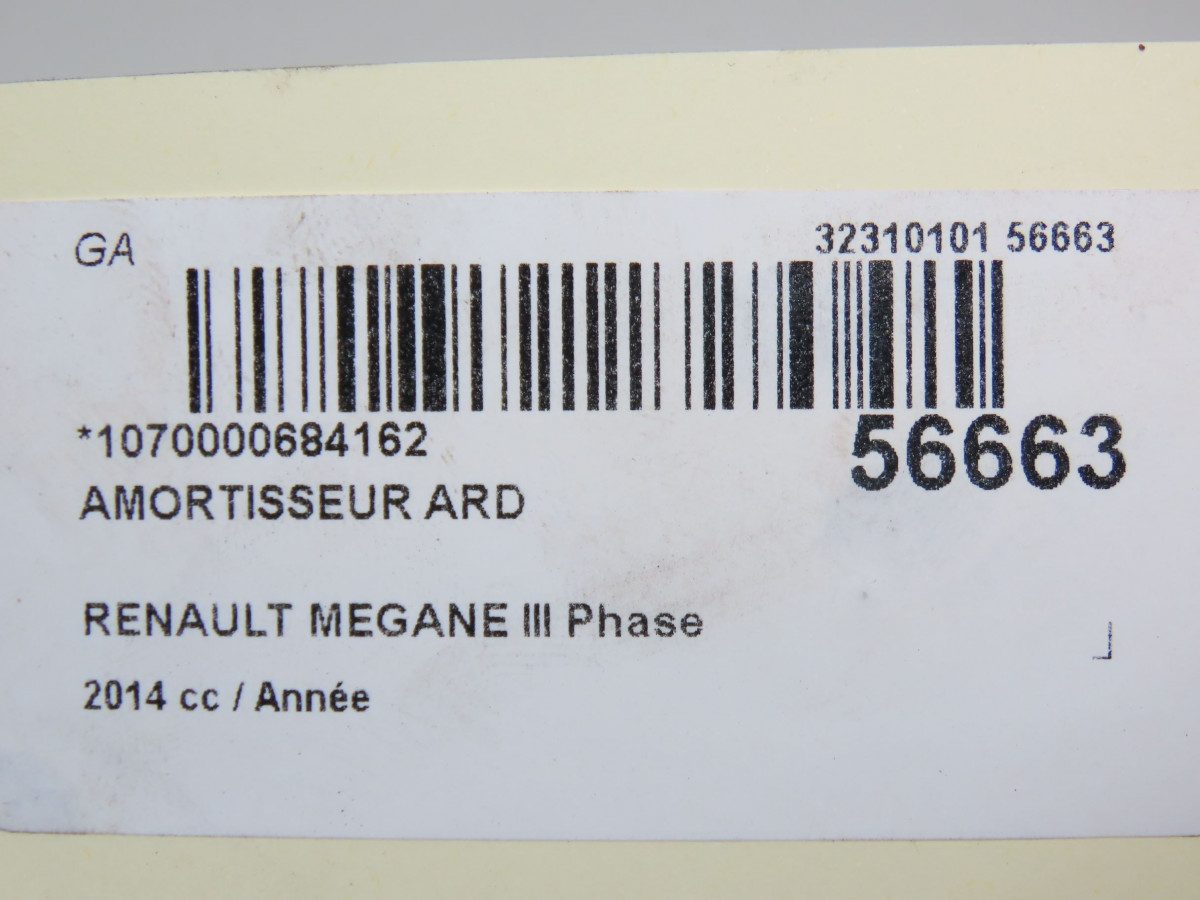 GA
32310101 56663
*1070000684162
56663
AMORTISSEUR ARD
RENAULT MEGANE III Phase
2014 cc / Année